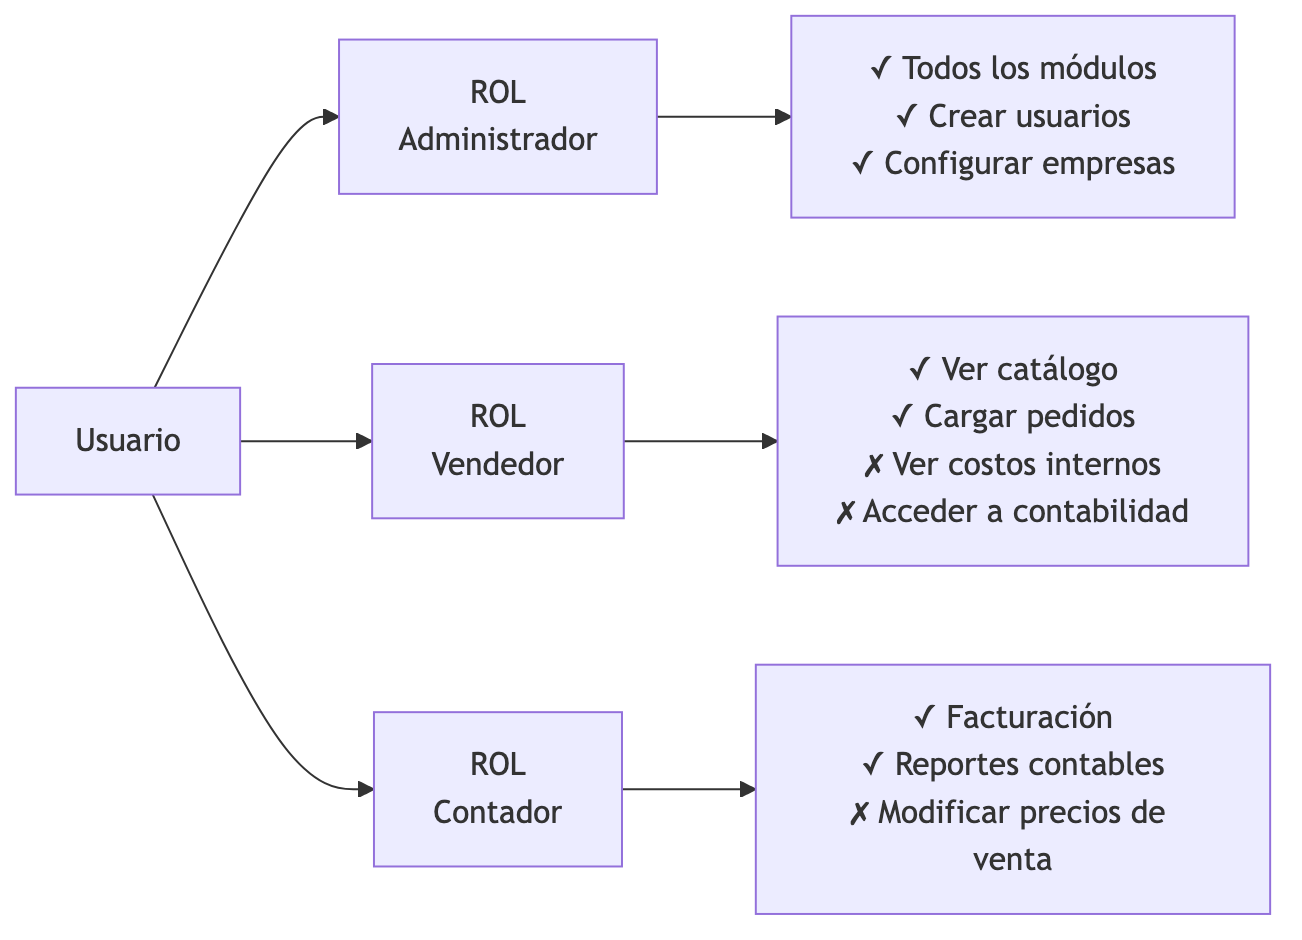 Usuario
ROL
Administrador
✓ Todos los módulos
✓ Crear usuarios
✓ Configurar empresas
ROL
Vendedor
✓ Ver catálogo
✓ Cargar pedidos
✗ Ver costos internos
✗ Acceder a contabilidad
ROL
Contador
✓ Facturación
✓ Reportes contables
✗ Modificar precios de
venta